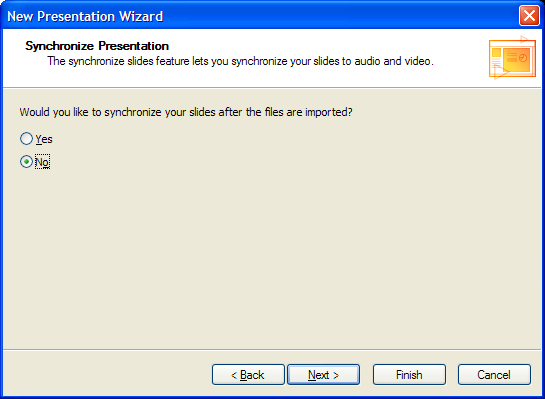 New Presentation Wizard
Synchronize Presentation
The synchronize slides feature lets you synchronize your slides to audio and video.
Would you like to synchronize your slides after the files are imported?
Yes
No
< Back Next > Finish Cancel